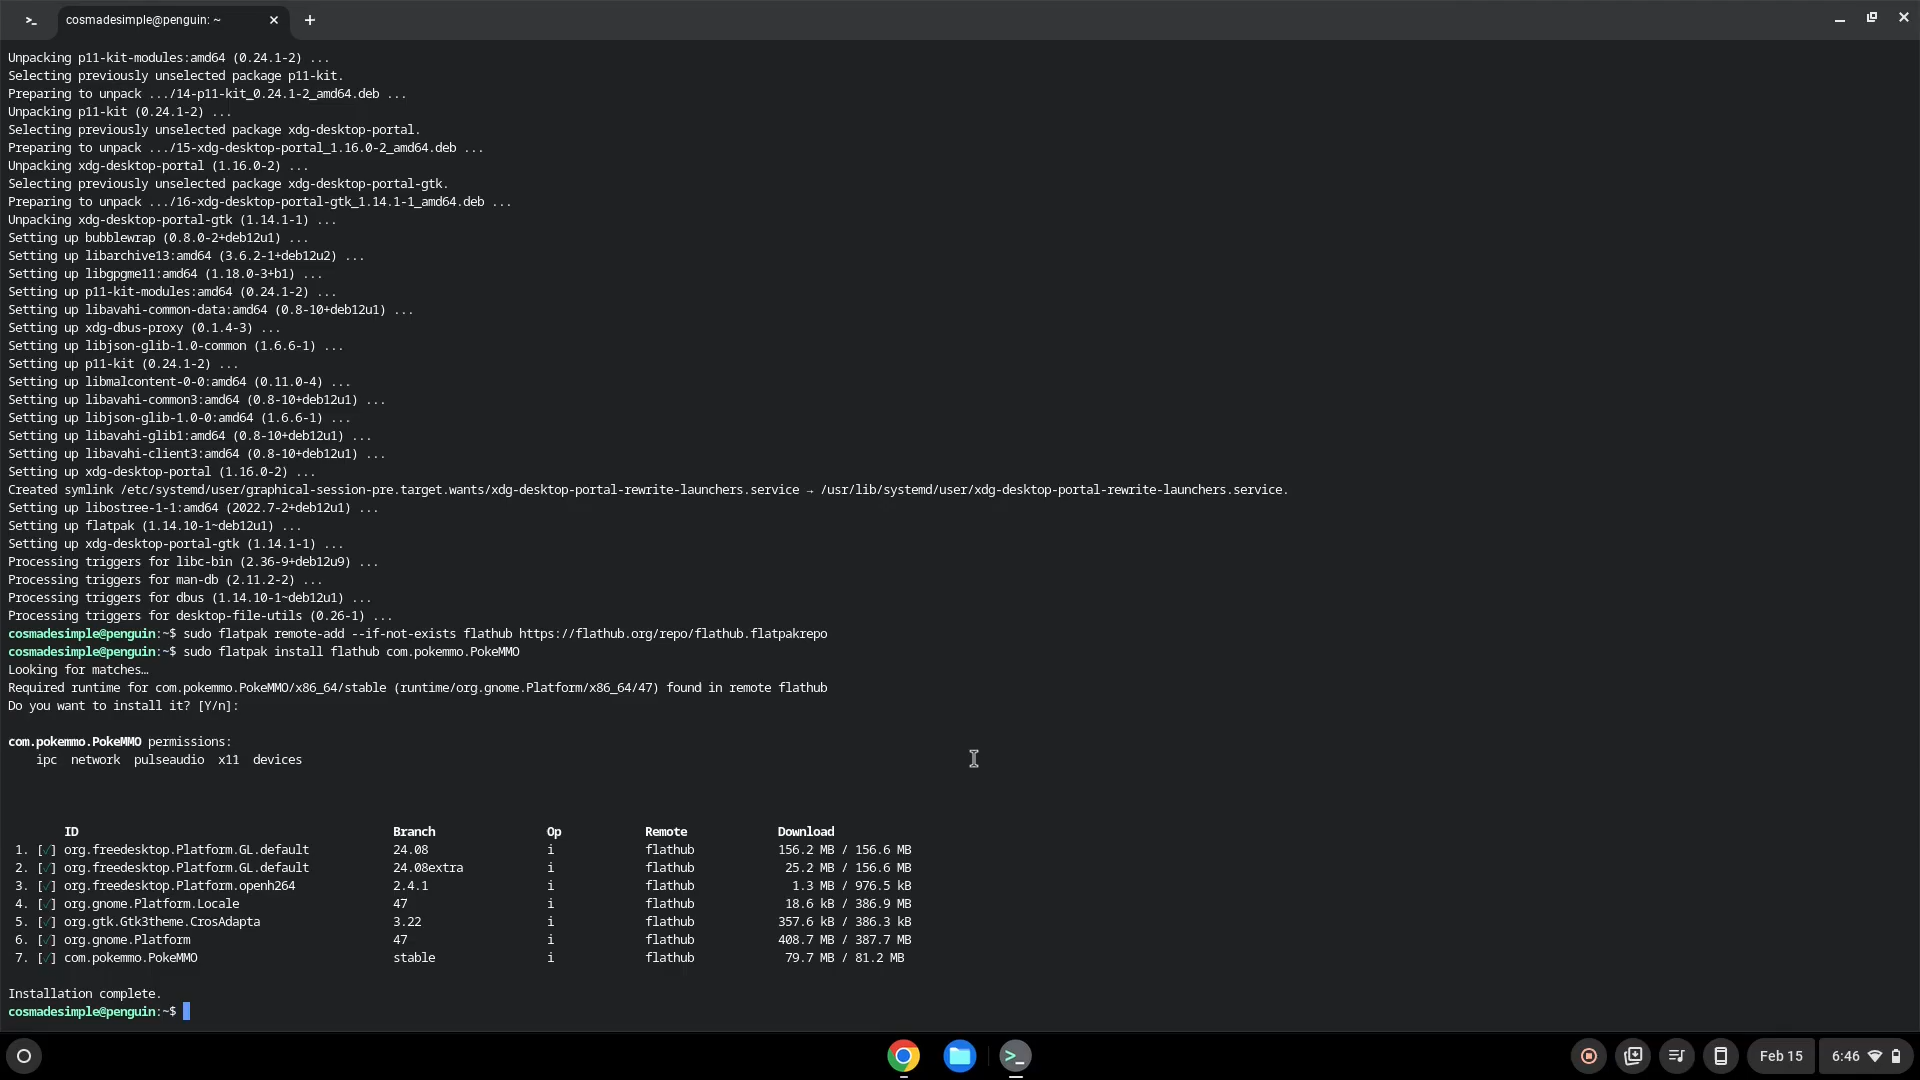 cosmadesimple@penguin: ~
Unpacking p11-kit-modules:amd64 (0.24.1-2) ...
Selecting previously unselected package p11-kit.
Preparing to unpack .../14-p11-kit_0.24.1-2_amd64.deb ...
Unpacking p11-kit (0.24.1-2) ...
Selecting previously unselected package xdg-desktop-portal.
Preparing to unpack .../15-xdg-desktop-portal_1.16.0-2_amd64.deb ...
Unpacking xdg-desktop-portal (1.16.0-2) ...
Selecting previously unselected package xdg-desktop-portal-gtk.
Preparing to unpack .../16-xdg-desktop-portal-gtk_1.14.1-1_amd64.deb ...
Unpacking xdg-desktop-portal-gtk (1.14.1-1) ...
Setting up bubblewrap (0.8.0-2+deb12u1) ...
Setting up libarchive13:amd64 (3.6.2-1+deb12u2) ...
Setting up libgpgme11:amd64 (1.18.0-3+b1) ...
Setting up p11-kit-modules:amd64 (0.24.1-2) ...
Setting up libavahi-common-data:amd64 (0.8-10+deb12u1) ...
Setting up xdg-dbus-proxy (0.1.4-3) ...
Setting up libjson-glib-1.0-common (1.6.6-1) ...
Setting up p11-kit (0.24.1-2) ...
Setting up libmalcontent-0-0:amd64 (0.11.0-4) ...
Setting up libavahi-common3:amd64 (0.8-10+deb12u1) ...
Setting up libjson-glib-1.0-0:amd64 (1.6.6-1) ...
Setting up libavahi-glib1:amd64 (0.8-10+deb12u1) ...
Setting up libavahi-client3:amd64 (0.8-10+deb12u1) ...
Setting up xdg-desktop-portal (1.16.0-2) ...
Created symlink /etc/systemd/user/graphical-session-pre.target.wants/xdg-desktop-portal-rewrite-launchers.service → /usr/lib/systemd/user/xdg-desktop-portal-rewrite-launchers.service.
Setting up libostree-1-1:amd64 (2022.7-2+deb12u1) ...
Setting up flatpak (1.14.10-1~deb12u1) ...
Setting up xdg-desktop-portal-gtk (1.14.1-1) ...
Processing triggers for libc-bin (2.36-9+deb12u9) ...
Processing triggers for man-db (2.11.2-2) ...
Processing triggers for dbus (1.14.10-1~deb12u1) ...
Processing triggers for desktop-file-utils (0.26-1) ...
cosmadesimple@penguin:~$ sudo flatpak remote-add --if-not-exists flathub https://flathub.org/repo/flathub.flatpakrepo
cosmadesimple@penguin:~$ sudo flatpak install flathub com.pokemmo.PokeMMO
Looking for matches…
Required runtime for com.pokemmo.PokeMMO/x86_64/stable (runtime/org.gnome.Platform/x86_64/47) found in remote flathub
Do you want to install it? [Y/n]:
com.pokemmo.PokeMMO permissions:
ipc network pulseaudio x11 devices
ID Branch Op Remote Download
1. [✓] org.freedesktop.Platform.GL.default 24.08 i flathub 156.2 MB / 156.6 MB
2. [✓] org.freedesktop.Platform.GL.default 24.08extra i flathub 25.2 MB / 156.6 MB
3. [✓] org.freedesktop.Platform.openh264 2.4.1 i flathub 1.3 MB / 976.5 kB
4. [✓] org.gnome.Platform.Locale 47 i flathub 18.6 kB / 386.9 MB
5. [✓] org.gtk.Gtk3theme.CrosAdapta 3.22 i flathub 357.6 kB / 386.3 kB
6. [✓] org.gnome.Platform 47 i flathub 408.7 MB / 387.7 MB
7. [✓] com.pokemmo.PokeMMO stable i flathub 79.7 MB / 81.2 MB
Installation complete.
cosmadesimple@penguin:~$
Feb 15 6:46